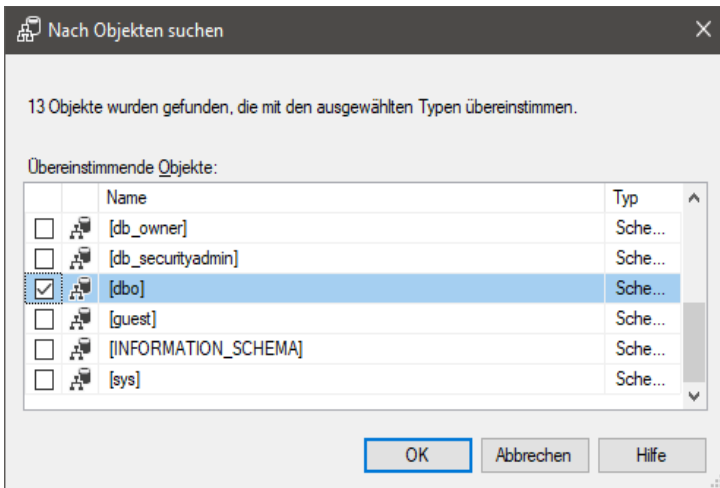 Nach Objekten suchen
13 Objekte wurden gefunden, die mit den ausgewählten Typen übereinstimmen.
Übereinstimmende Objekte:
Name Typ
[db_owner] Sche...
[db_securityadmin] Sche...
[dbo] Sche...
[guest] Sche...
[INFORMATION_SCHEMA] Sche...
[sys] Sche...
OK Abbrechen Hilfe